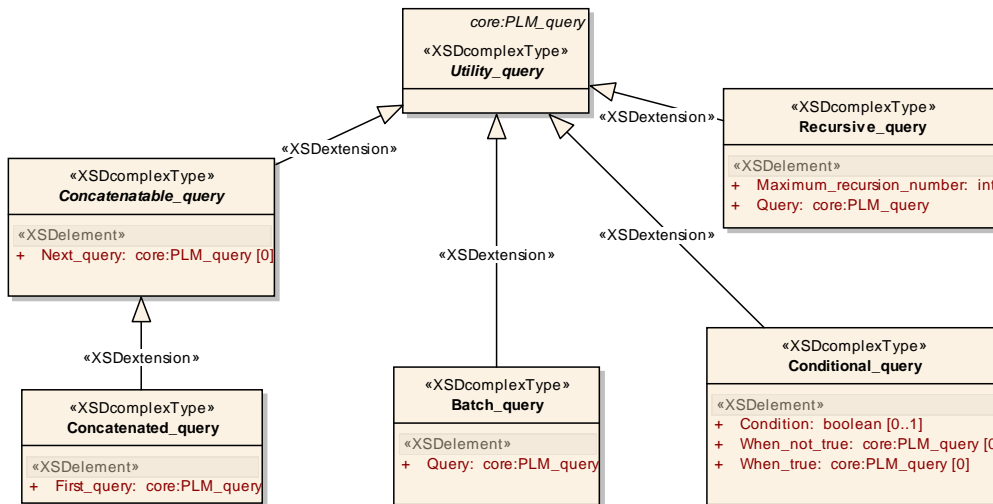 core:PLM_query
«XSDcomplexType»
Utility_query
«XSDextension»
«XSDextension»
«XSDextension»
«XSDextension»
«XSDextension»
«XSDcomplexType»
Recursive_query
«XSDelement»
+ Maximum_recursion_number: int
+ Query: core:PLM_query
«XSDcomplexType»
Concatenatable_query
«XSDelement»
+ Next_query: core:PLM_query [0]
«XSDcomplexType»
Concatenated_query
«XSDelement»
+ First_query: core:PLM_query
«XSDcomplexType»
Batch_query
«XSDelement»
+ Query: core:PLM_query
«XSDcomplexType»
Conditional_query
«XSDelement»
+ Condition: boolean [0..1]
+ When_not_true: core:PLM_query [0
+ When_true: core:PLM_query [0]